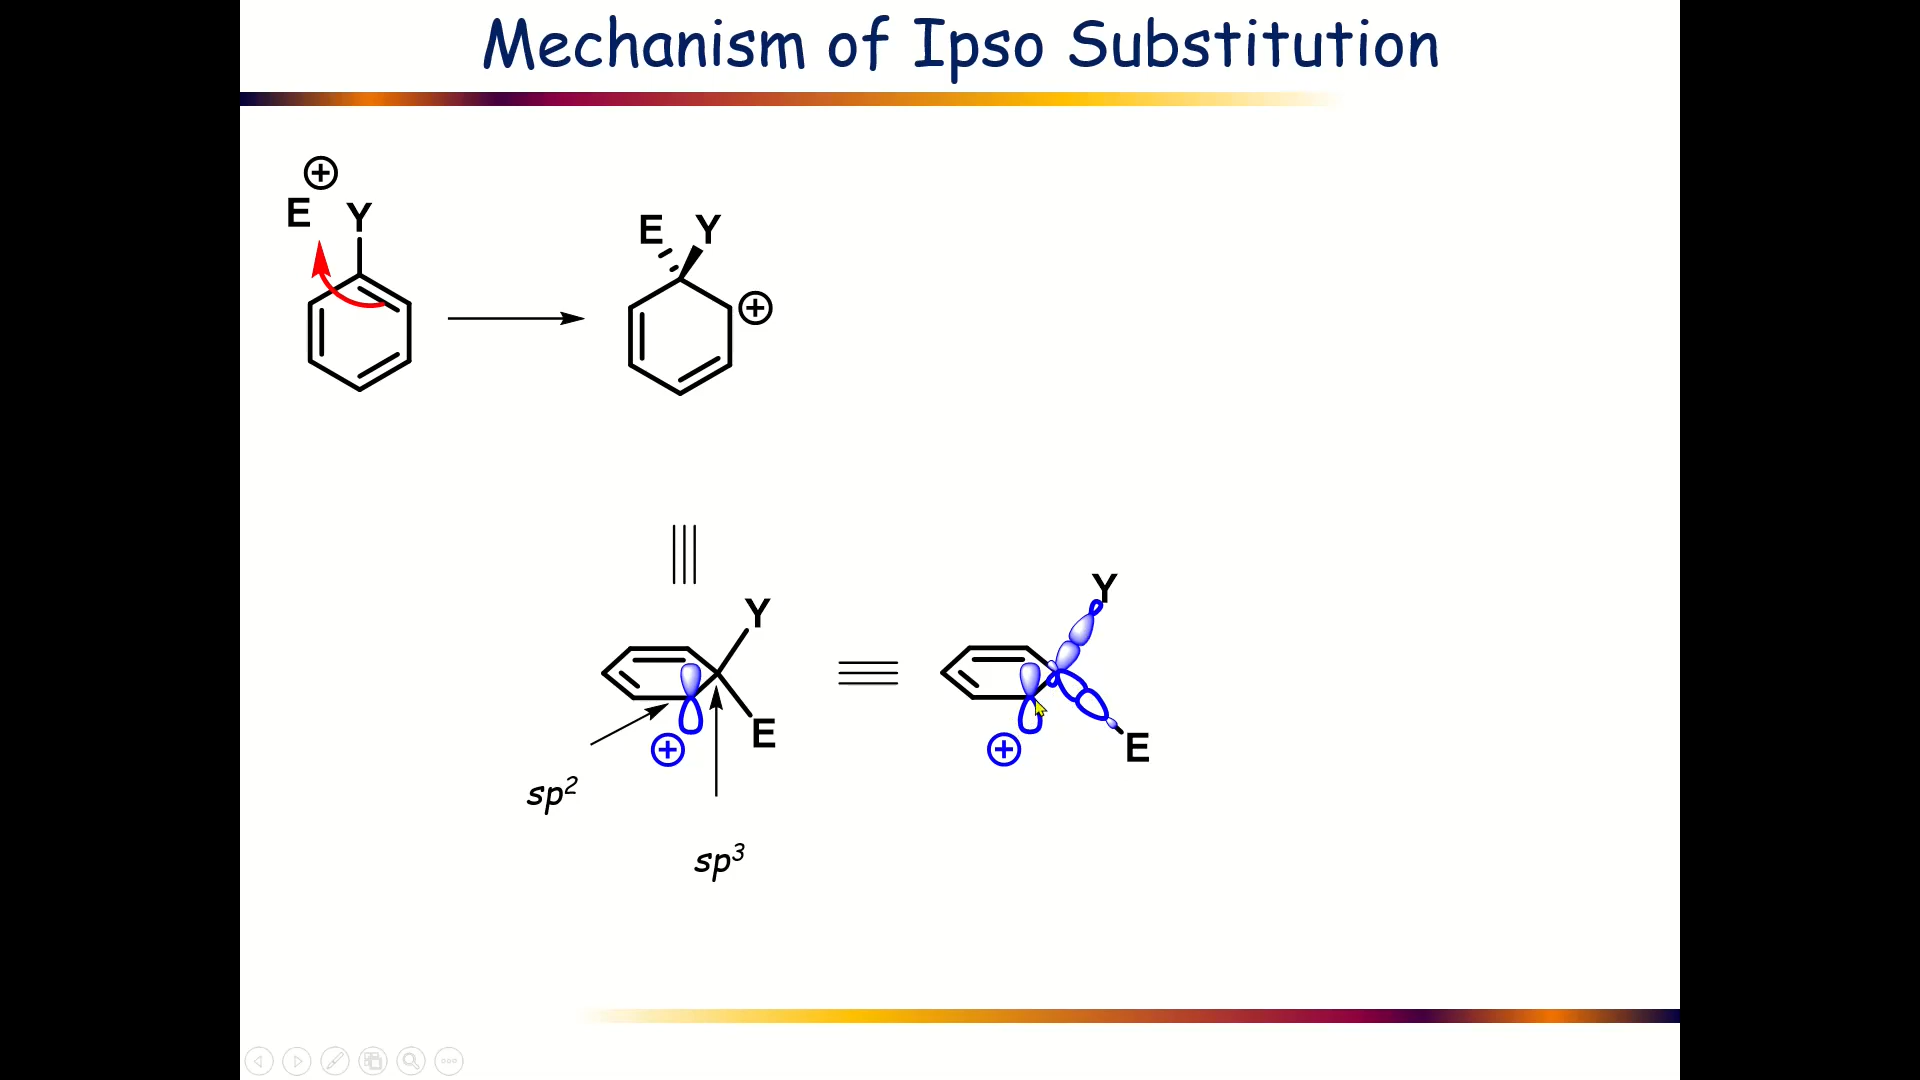 Mechanism of Ipso Substitution
⊕
E Y
E Y
⊕
Y
Y
E
⊕
E
⊕
sp²
sp³